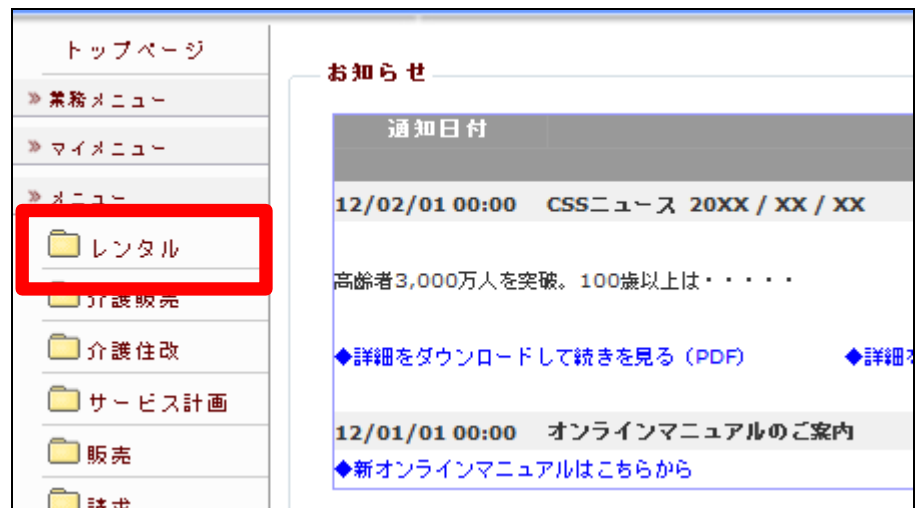 トップページ
» 業務メニュー
» マイメニュー
» メニュー
レンタル
介護販売
介護住改
サービス計画
販売
請求
お知らせ
通知日付
12/02/01 00:00 CSSニュース 20XX / XX / XX
高齢者3,000万人を突破。100歳以上は・・・・・
◆詳細をダウンロードして続きを見る（PDF） ◆詳細を
12/01/01 00:00 オンラインマニュアルのご案内
◆新オンラインマニュアルはこちらから